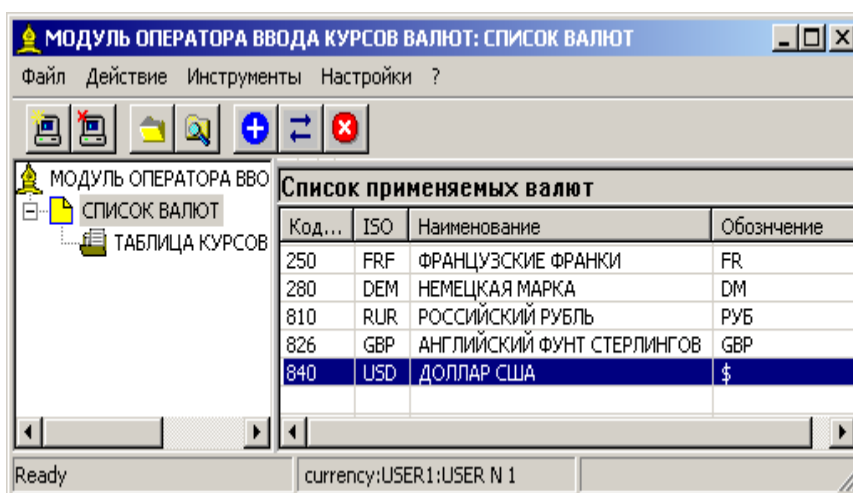 МОДУЛЬ ОПЕРАТОРА ВВОДА КУРСОВ ВАЛЮТ: СПИСОК ВАЛЮТ
Файл Действие Инструменты Настройки ?
МОДУЛЬ ОПЕРАТОРА ВВО
СПИСОК ВАЛЮТ
ТАБЛИЦА КУРСОВ
Список применяемых валют
Код... ISO Наименование Обознчение
250 FRF ФРАНЦУЗСКИЕ ФРАНКИ FR
280 DEM НЕМЕЦКАЯ МАРКА DM
810 RUR РОССИЙСКИЙ РУБЛЬ РУБ
826 GBP АНГЛИЙСКИЙ ФУНТ СТЕРЛИНГОВ GBP
840 USD ДОЛЛАР США $
Ready currency:USER1:USER N 1